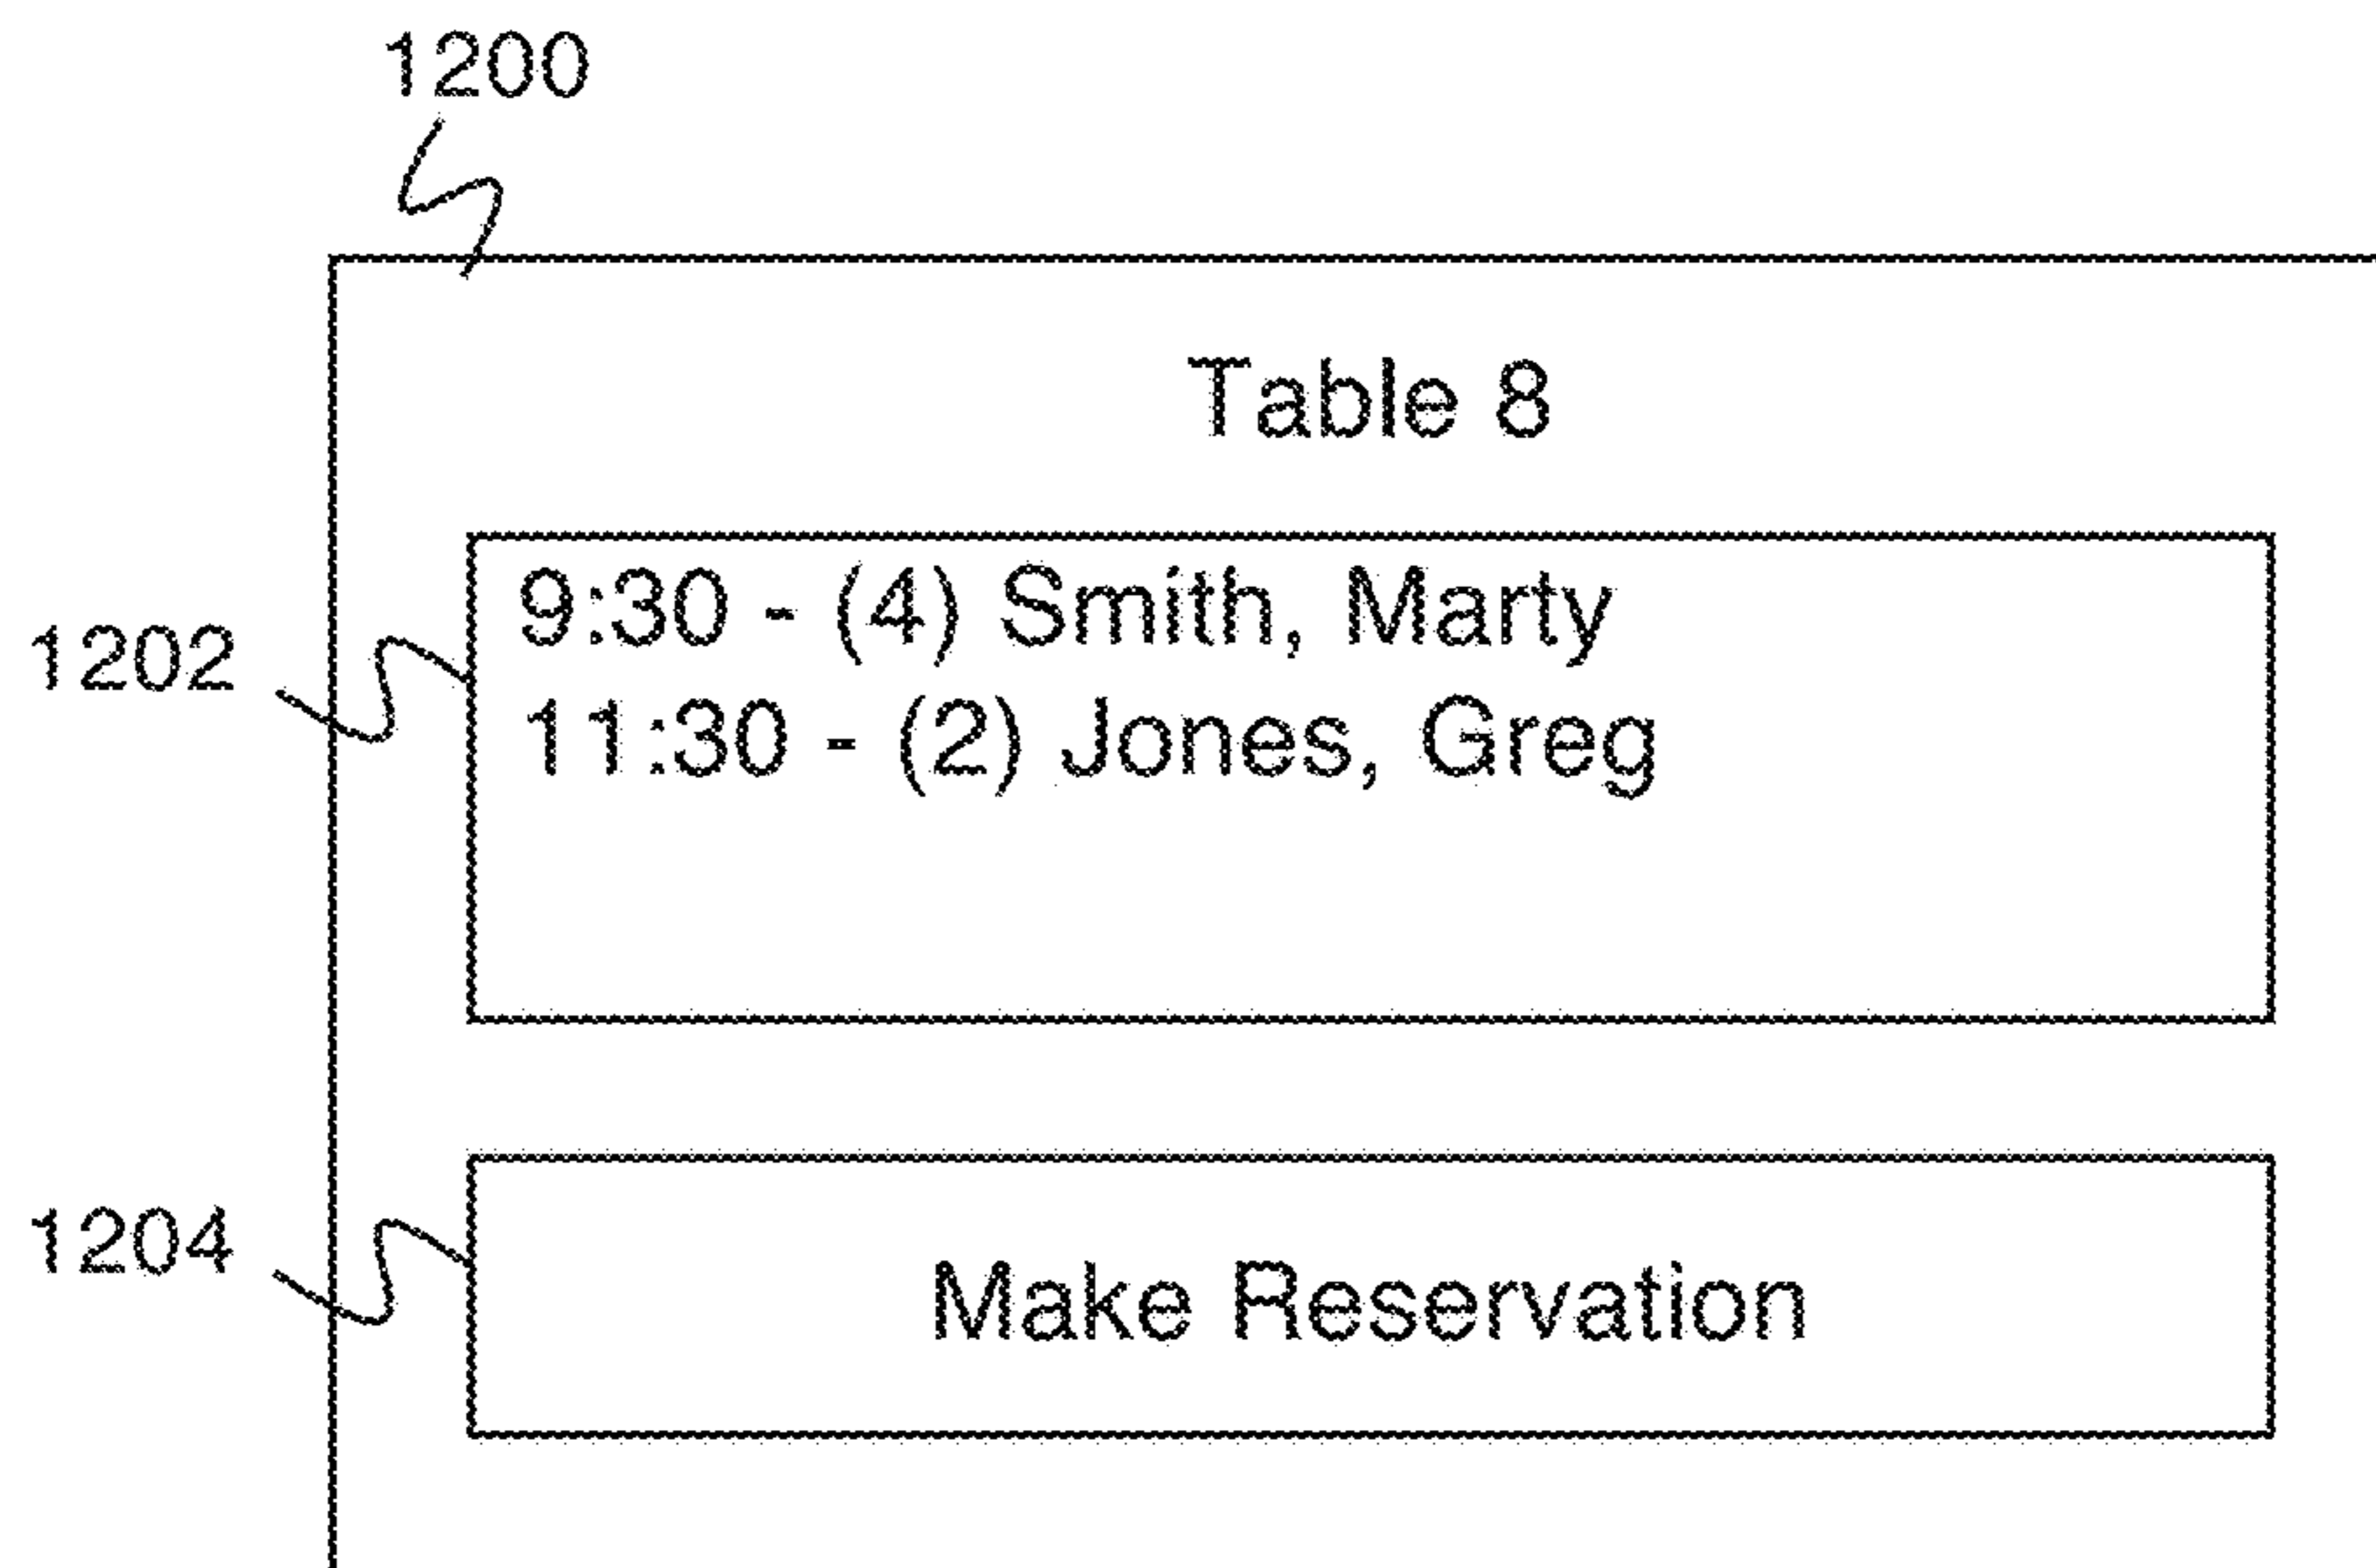 1200
Table 8
1202
9:30 - (4) Smith, Marty
11:30 - (2) Jones, Greg
1204
Make Reservation